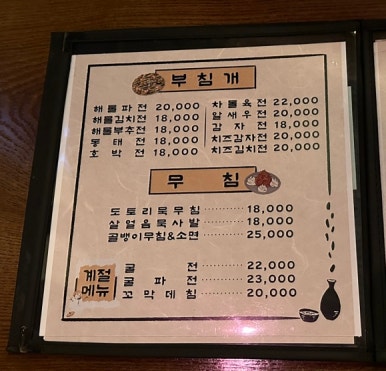 부침개
해물파전 20,000
해물김치전 18,000
해물부추전 18,000
동태전 18,000
호박전 18,000
차돌육전 22,000
알새우전 20,000
감자전 18,000
치즈감자전 20,000
치즈김치전 20,000
무침
도토리묵무침 18,000
살얼음묵사발 18,000
골뱅이무침&소면 25,000
계절메뉴
굴전 22,000
굴파전 23,000
꼬막데침 20,000